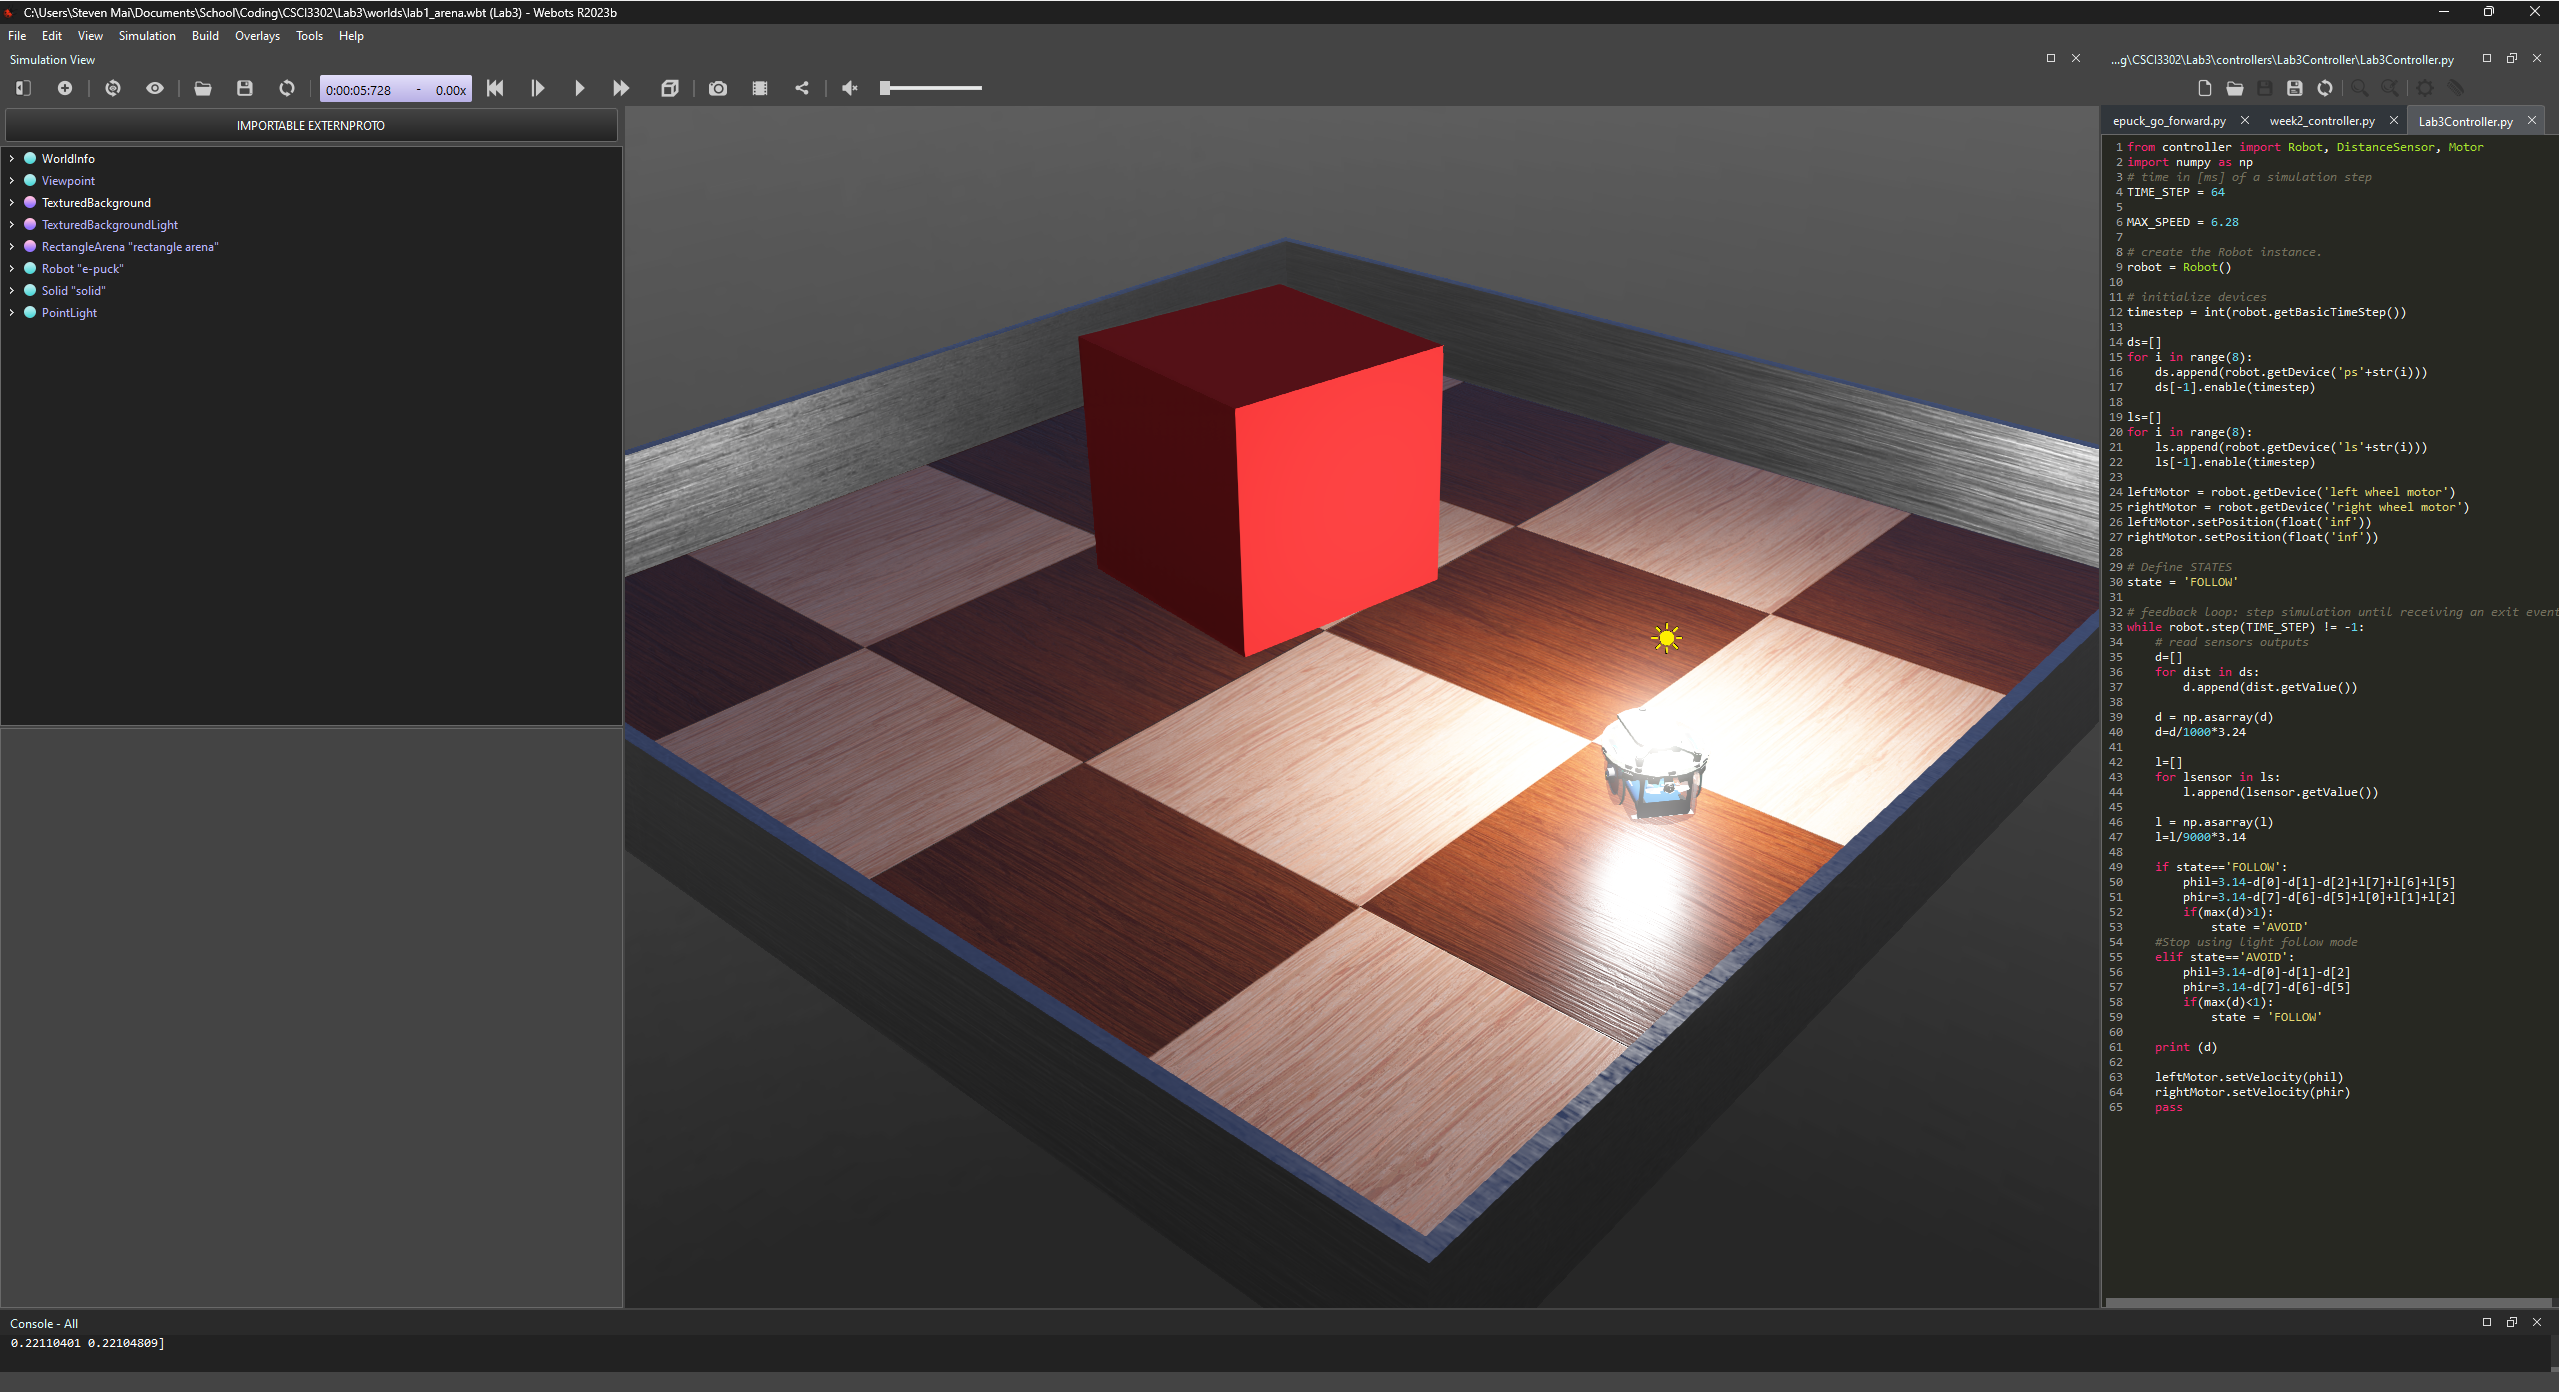 C:\Users\Steven Mai\Documents\School\Coding\CSCI3302\Lab3\worlds\lab1_arena.wbt (Lab3) - Webots R2023b
File Edit View Simulation Build Overlays Tools Help
Simulation View
0:00:05:728 - 0.00x
IMPORTABLE EXTERNPROTO
WorldInfo
Viewpoint
TexturedBackground
TexturedBackgroundLight
RectangleArena "rectangle arena"
Robot "e-puck"
Solid "solid"
PointLight
...g\CSCI3302\Lab3\controllers\Lab3Controller\Lab3Controller.py
epuck_go_forward.py week2_controller.py Lab3Controller.py
1 from controller import Robot, DistanceSensor, Motor
2 import numpy as np
3 # time in [ms] of a simulation step
4 TIME_STEP = 64
5
6 MAX_SPEED = 6.28
7
8 # create the Robot instance.
9 robot = Robot()
10
11 # initialize devices
12 timestep = int(robot.getBasicTimeStep())
13
14 ds=[]
15 for i in range(8):
16     ds.append(robot.getDevice('ps'+str(i)))
17     ds[-1].enable(timestep)
18
19 ls=[]
20 for i in range(8):
21     ls.append(robot.getDevice('ls'+str(i)))
22     ls[-1].enable(timestep)
23
24 leftMotor = robot.getDevice('left wheel motor')
25 rightMotor = robot.getDevice('right wheel motor')
26 leftMotor.setPosition(float('inf'))
27 rightMotor.setPosition(float('inf'))
28
29 # Define STATES
30 state = 'FOLLOW'
31
32 # feedback loop: step simulation until receiving an exit event
33 while robot.step(TIME_STEP) != -1:
34     # read sensors outputs
35     d=[]
36     for dist in ds:
37         d.append(dist.getValue())
38
39     d = np.asarray(d)
40     d=d/1000*3.24
41
42     l=[]
43     for lsensor in ls:
44         l.append(lsensor.getValue())
45
46     l = np.asarray(l)
47     l=l/9000*3.14
48
49     if state=='FOLLOW':
50         phil=3.14-d[0]-d[1]-d[2]+l[7]+l[6]+l[5]
51         phir=3.14-d[7]-d[6]-d[5]+l[0]+l[1]+l[2]
52         if(max(d)>1):
53             state ='AVOID'
54     #Stop using light follow mode
55     elif state=='AVOID':
56         phil=3.14-d[0]-d[1]-d[2]
57         phir=3.14-d[7]-d[6]-d[5]
58         if(max(d)<1):
59             state = 'FOLLOW'
60
61     print (d)
62
63     leftMotor.setVelocity(phil)
64     rightMotor.setVelocity(phir)
65     pass
Console - All
0.22110401 0.22104809]